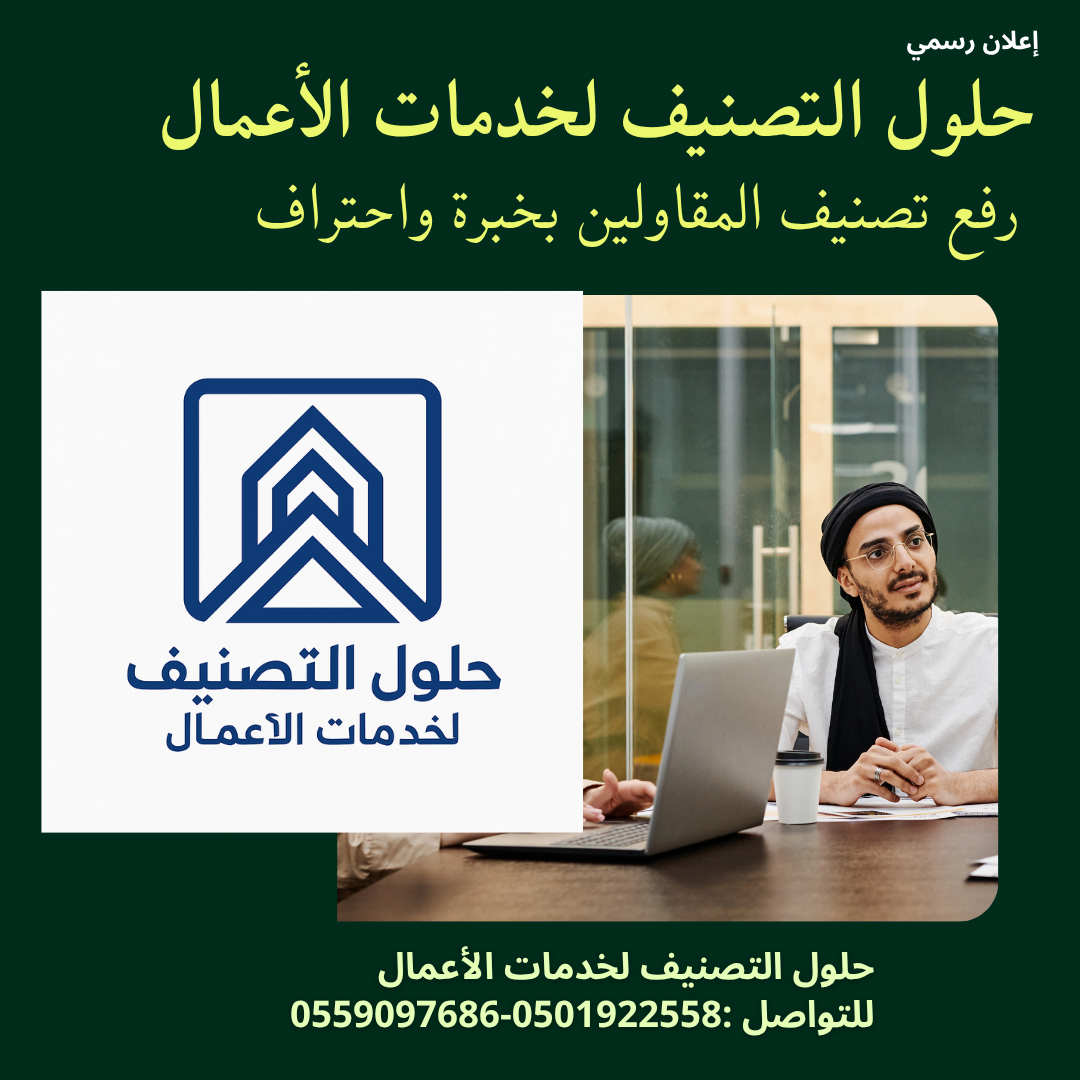 إعلان رسمي
حلول التصنيف لخدمات الأعمال
رفع تصنيف المقاولين بخبرة واحتراف
حلول التصنيف
لخدمات الأعمال
حلول التصنيف لخدمات الأعمال
للتواصل :0501922558-0559097686